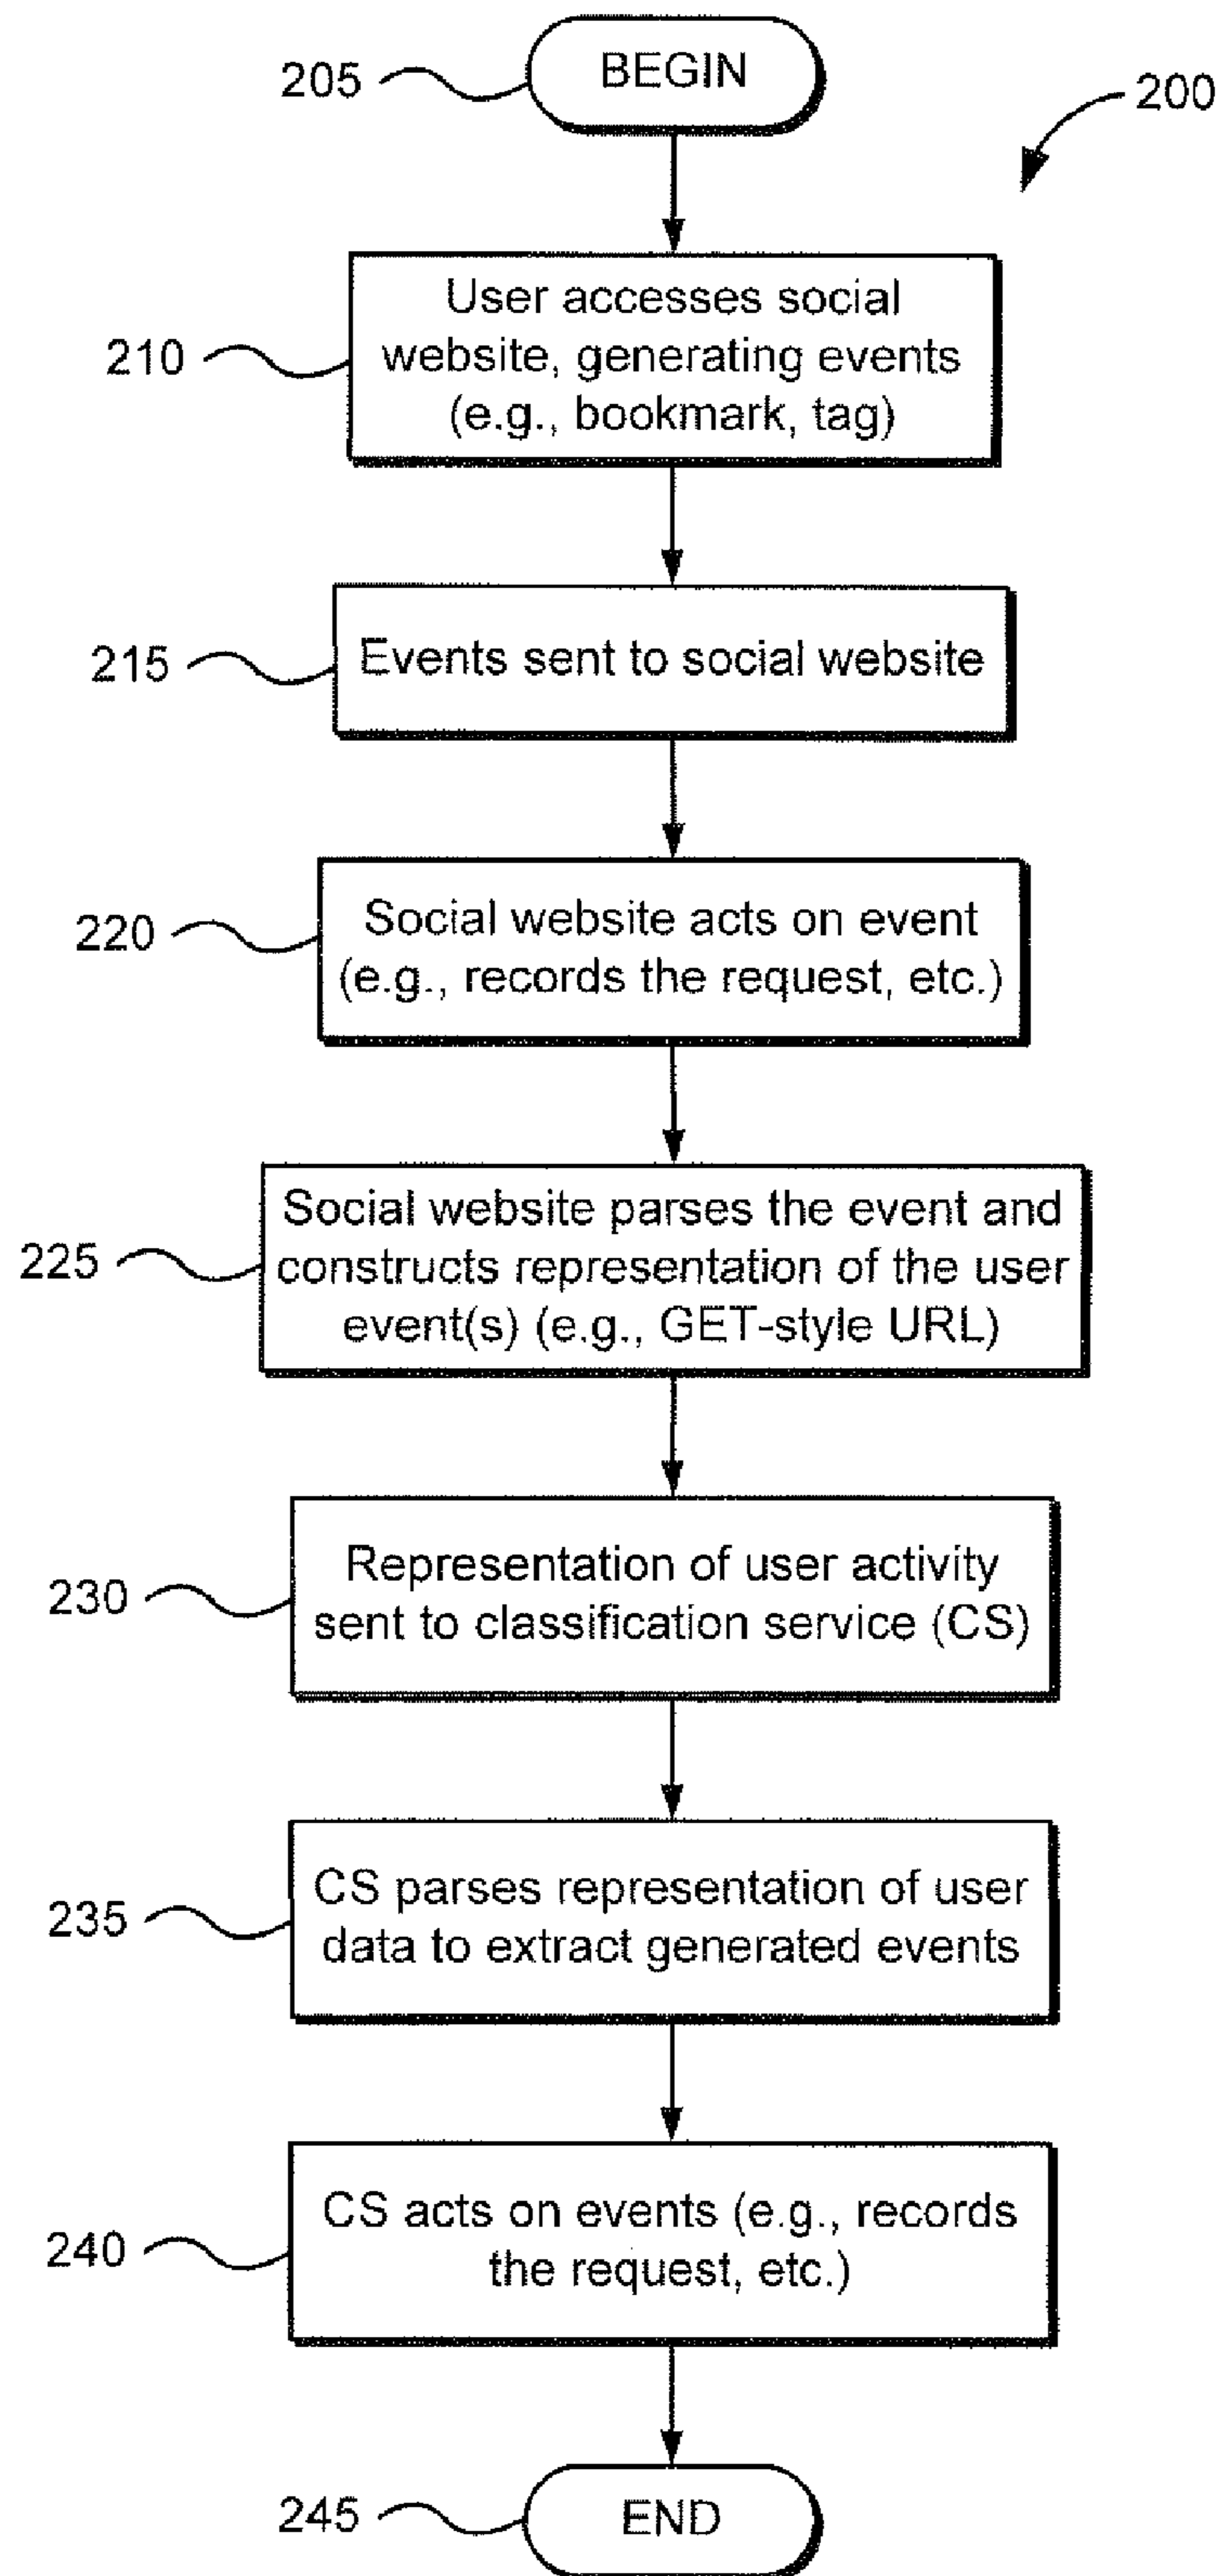 205
BEGIN
200
210
User accesses social
website, generating events
(e.g., bookmark, tag)
215
Events sent to social website
220
Social website acts on event
(e.g., records the request, etc.)
225
Social website parses the event and
constructs representation of the user
event(s) (e.g., GET-style URL)
230
Representation of user activity
sent to classification service (CS)
235
CS parses representation of user
data to extract generated events
240
CS acts on events (e.g., records
the request, etc.)
245
END